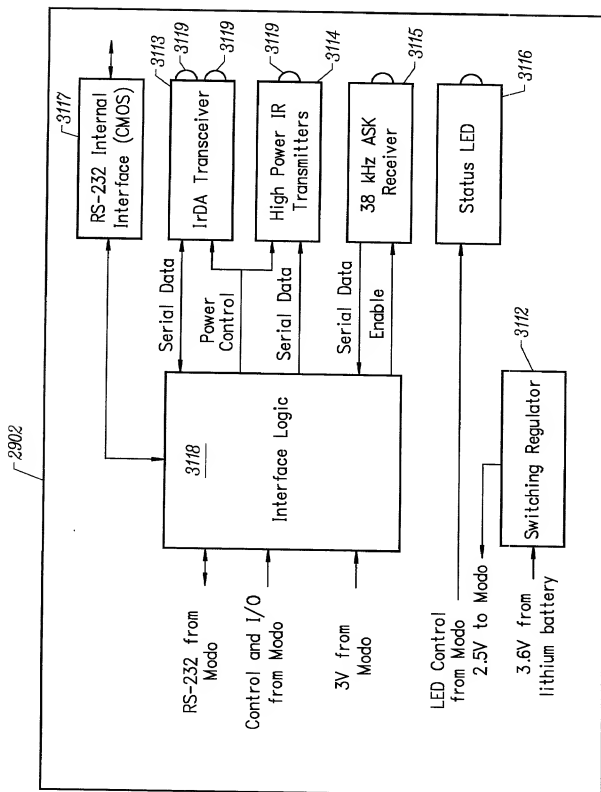 2902
3117
RS-232 Internal
Interface (CMOS)
3113
3119
3119
IrDA Transceiver
3119
3114
High Power IR
Transmitters
3115
38 kHz ASK
Receiver
3116
Status LED
Serial Data
Power
Control
Serial Data
Serial Data
Enable
3118
Interface Logic
3112
Switching Regulator
RS-232 from
Modo
Control and I/O
from Modo
3V from
Modo
LED Control
from Modo
2.5V to Modo
3.6V from
lithium battery